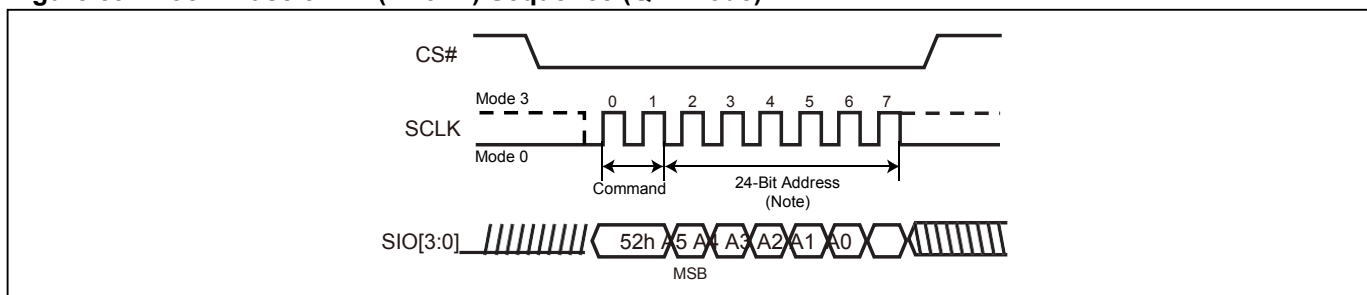 CS#
Mode 3
0 1 2 3 4 5 6 7
SCLK
Mode 0
Command
24-Bit Address
(Note)
SIO[3:0]
52h A5 A4 A3 A2 A1 A0
MSB